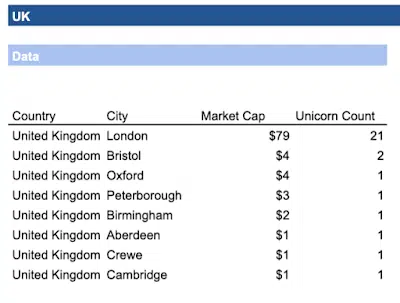 UK
Data
Country City Market Cap Unicorn Count
United Kingdom London $79 21
United Kingdom Bristol $4 2
United Kingdom Oxford $4 1
United Kingdom Peterborough $3 1
United Kingdom Birmingham $2 1
United Kingdom Aberdeen $1 1
United Kingdom Crewe $1 1
United Kingdom Cambridge $1 1